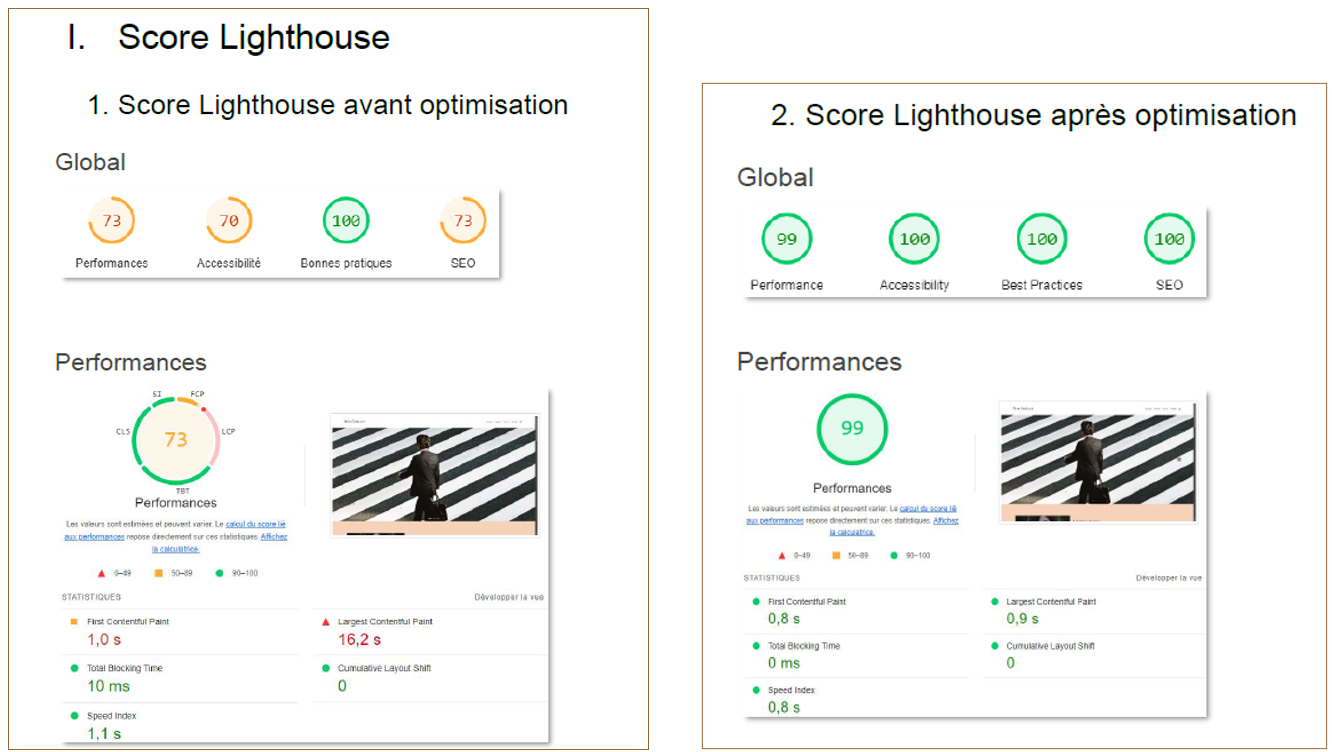 I. Score Lighthouse
1. Score Lighthouse avant optimisation
Global
73
70
100
73
Performances
Accessibilité
Bonnes pratiques
SEO
Performances
SI
FCP
CLS
LCP
73
TBT
Performances
Les valeurs sont estimées et peuvent varier. Le calcul du score lié
aux performances repose directement sur ces statistiques. Affichez
la calculatrice.
0–49
50–89
90–100
STATISTIQUES
Développer la vue
First Contentful Paint
1,0 s
Largest Contentful Paint
16,2 s
Total Blocking Time
10 ms
Cumulative Layout Shift
0
Speed Index
1,1 s
2. Score Lighthouse après optimisation
Global
99
100
100
100
Performance
Accessibility
Best Practices
SEO
Performances
99
Performances
Les valeurs sont estimées et peuvent varier. Le calcul du score lié
aux performances repose directement sur ces statistiques. Affichez
la calculatrice.
0–49
50–89
90–100
STATISTIQUES
Développer la vue
First Contentful Paint
0,8 s
Largest Contentful Paint
0,9 s
Total Blocking Time
0 ms
Cumulative Layout Shift
0
Speed Index
0,8 s